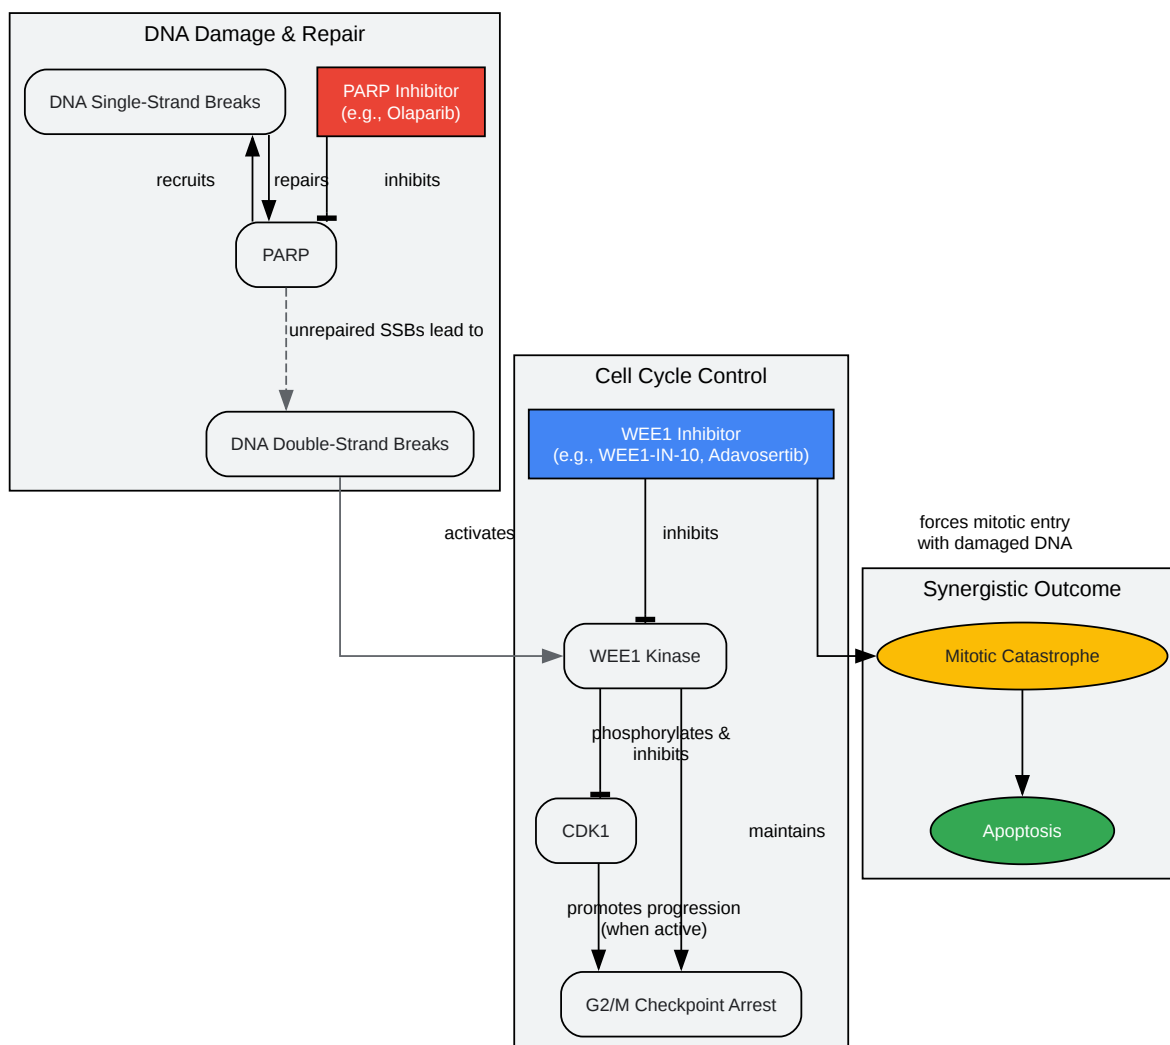 DNA Damage & Repair
DNA Single-Strand Breaks
PARP Inhibitor
(e.g., Olaparib)
recruits
repairs
inhibits
PARP
unrepaired SSBs lead to
DNA Double-Strand Breaks
Cell Cycle Control
WEE1 Inhibitor
(e.g., WEE1-IN-10, Adavosertib)
activates
inhibits
forces mitotic entry
with damaged DNA
Synergistic Outcome
WEE1 Kinase
Mitotic Catastrophe
phosphorylates &
inhibits
CDK1
maintains
Apoptosis
promotes progression
(when active)
G2/M Checkpoint Arrest